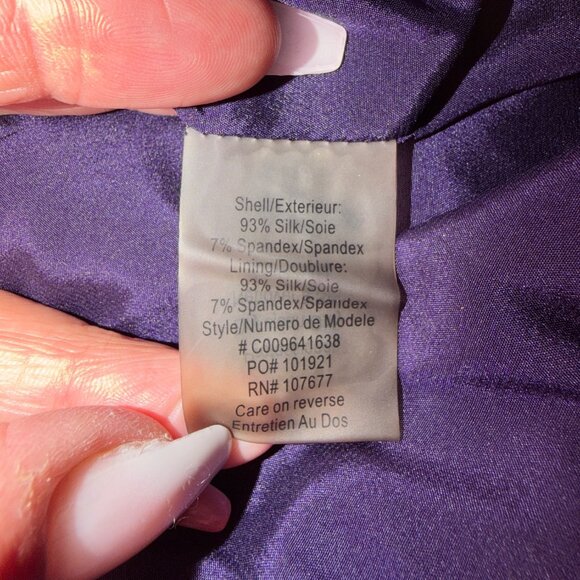 Shell/Exterieur:
93% Silk/Soie
7% Spandex/Spandex
Lining/Doublure:
93% Silk/Soie
7% Spandex/Spandex
Style/Numero de Modele
# C009641638
PO# 101921
RN# 107677
Care on reverse
Entretien Au Dos